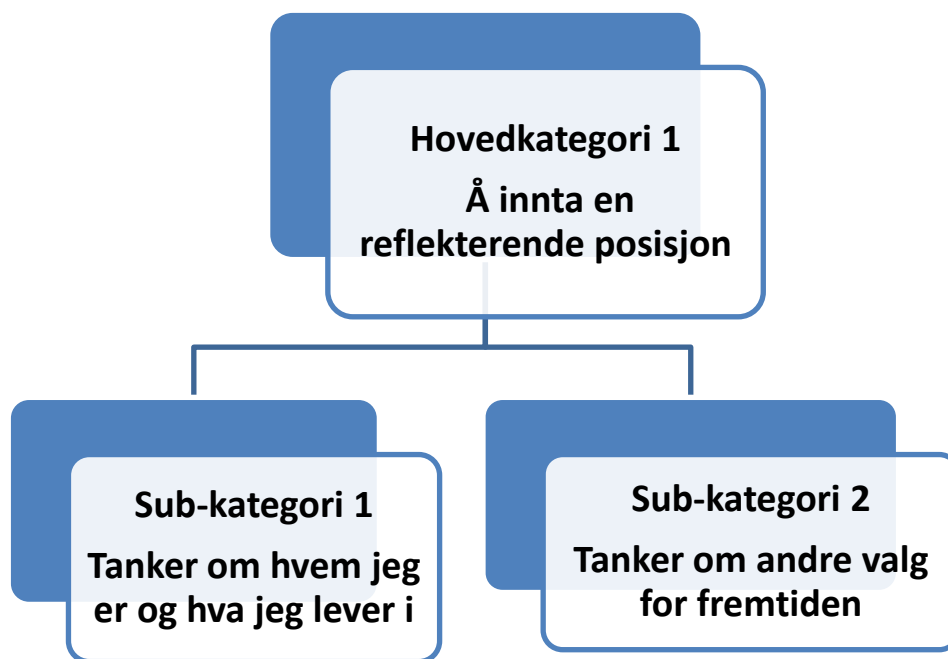 Hovedkategori 1
Å innta en
reflekterende posisjon
Sub-kategori 1
Tanker om hvem jeg
er og hva jeg lever i
Sub-kategori 2
Tanker om andre valg
for fremtiden